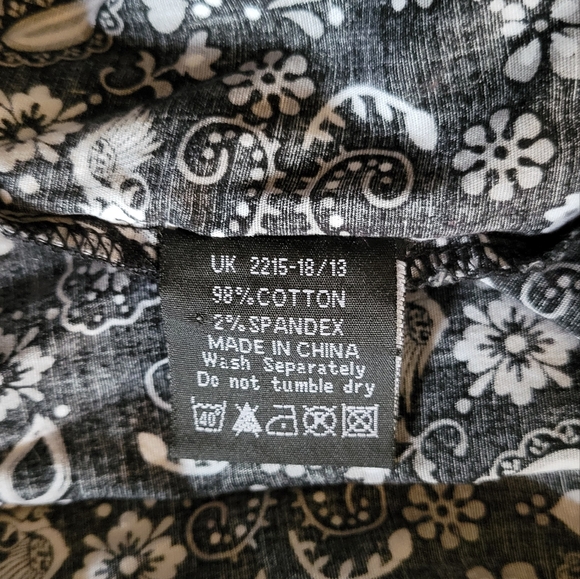 UK 2215-18/13
98%COTTON
2%SPANDEX
MADE IN CHINA
Wash Separately
Do not tumble dry
40°